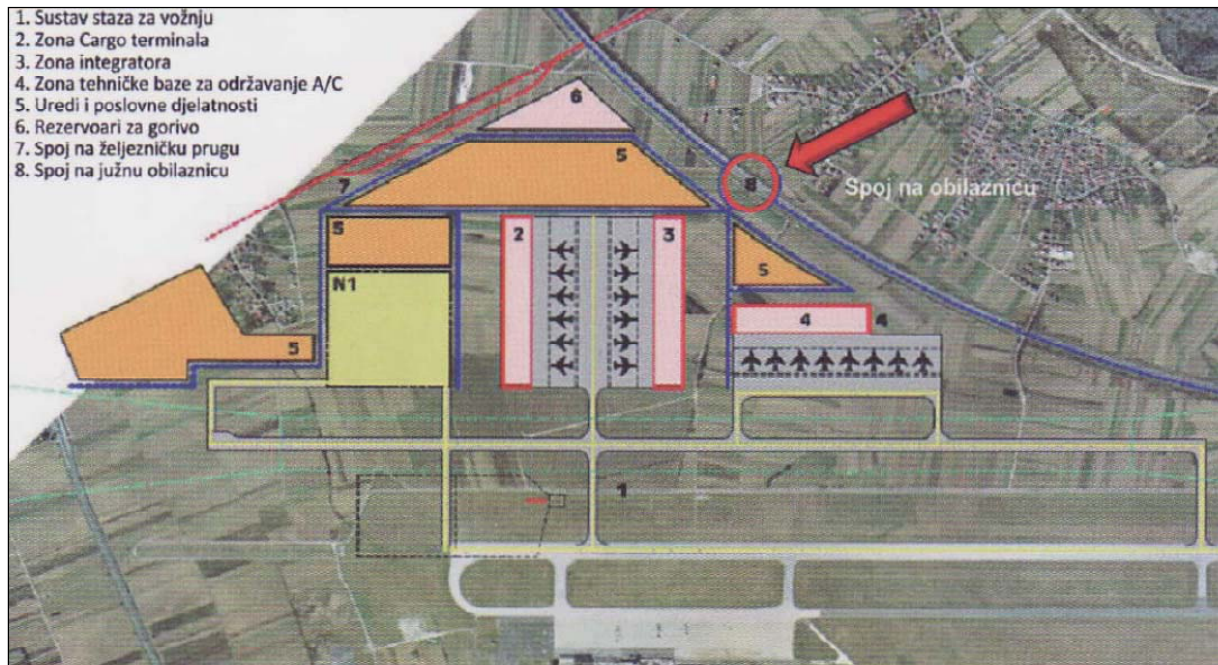 1. Sustav staza za vožnju
2. Zona Cargo terminala
3. Zona integratora
4. Zona tehničke baze za održavanje A/C
5. Uredi i poslovne djelatnosti
6. Rezervoari za gorivo
7. Spoj na željezničku prugu
8. Spoj na južnu obilaznicu
6
5
7
8
Spoj na obilaznicu
5
2
3
5
N1
4
4
5
1